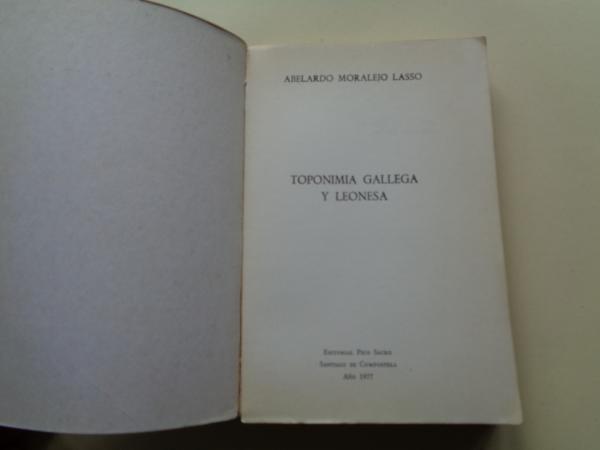 ABELARDO MORALEJO LASSO
TOPONIMIA GALLEGA
Y LEONESA
EDITORIAL PICO SACRO
SANTIAGO DE COMPOSTELA
AÑO 1977